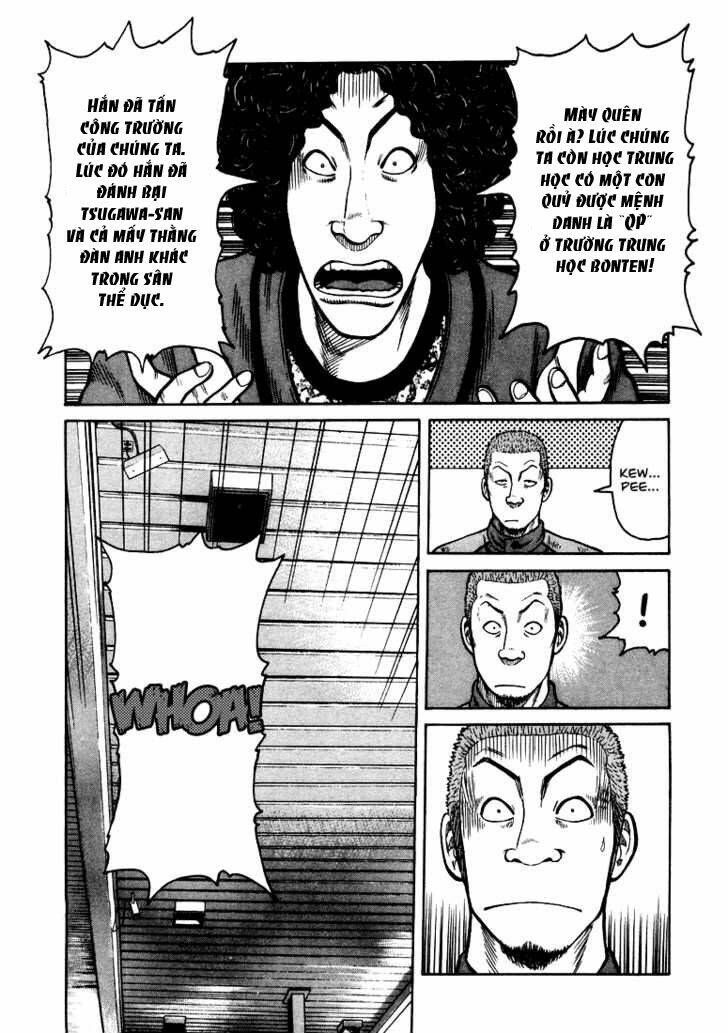 MÀY QUÊN
RỒI À? LÚC CHÚNG
TA CÒN HỌC TRUNG
HỌC CÓ MỘT CON
QUỶ ĐƯỢC MỆNH
DANH LÀ "QP"
Ở TRƯỜNG TRUNG
HỌC BONTEN!
HẮN ĐÃ TẤN
CÔNG TRƯỜNG
CỦA CHÚNG TA.
LÚC ĐÓ HẮN ĐÃ
ĐÁNH BẠI
TSUGAWA-SAN
VÀ CẢ MẤY THẰNG
ĐÀN ANH KHÁC
TRONG SÂN
THỂ DỤC.
KEW...
PEE...
!
WHOA!